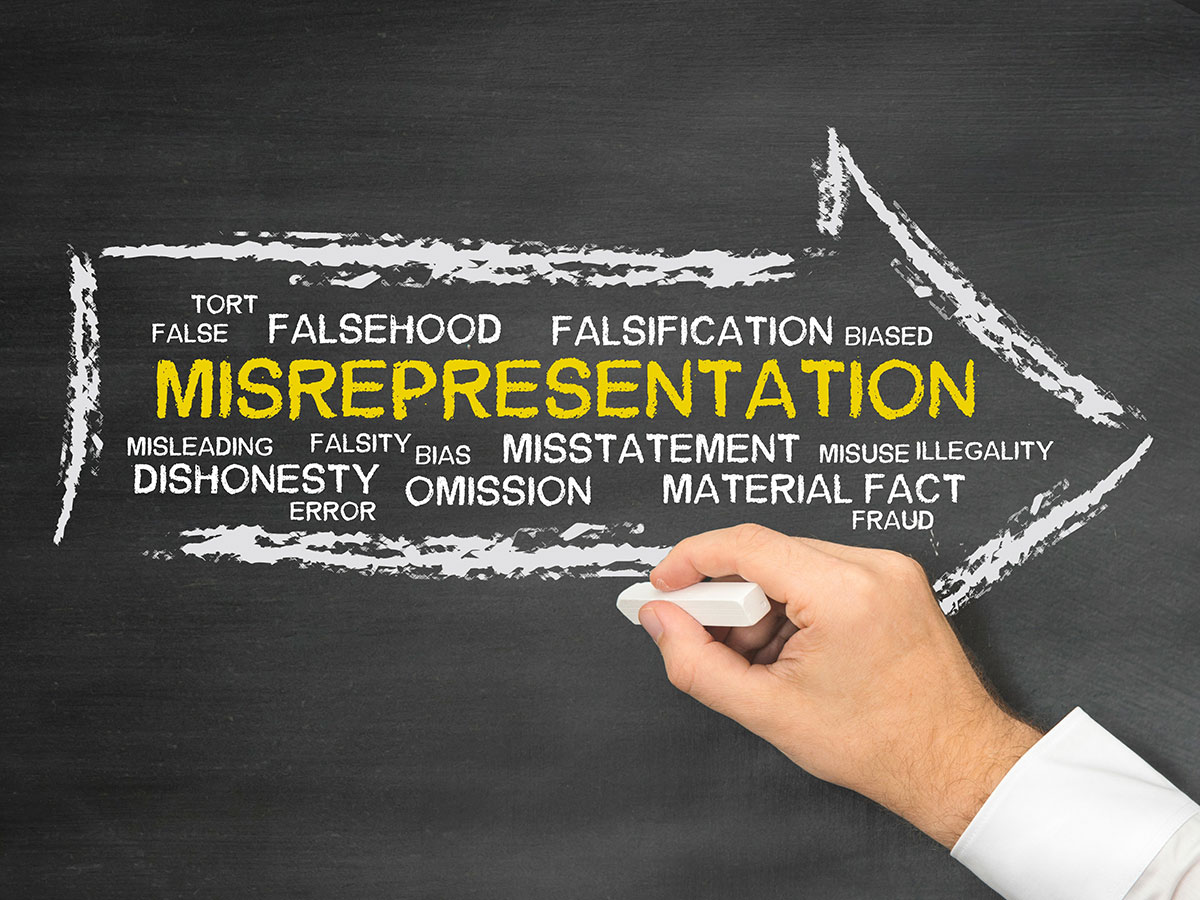 TORT
FALSE FALSEHOOD FALSIFICATION BIASED
MISREPRESENTATION
MISLEADING FALSITY BIAS MISSTATEMENT MISUSE ILLEGALITY
DISHONESTY OMISSION MATERIAL FACT
ERROR FRAUD